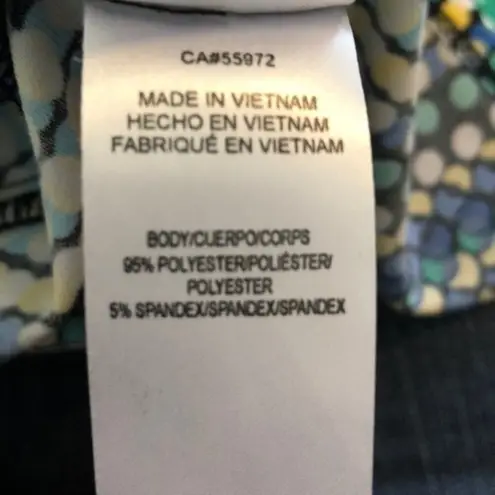 CA#55972
MADE IN VIETNAM
HECHO EN VIETNAM
FABRIQUÉ EN VIETNAM
BODY/CUERPO/CORPS
95% POLYESTER/POLIÉSTER/
POLYESTER
5% SPANDEX/SPANDEX/SPANDEX